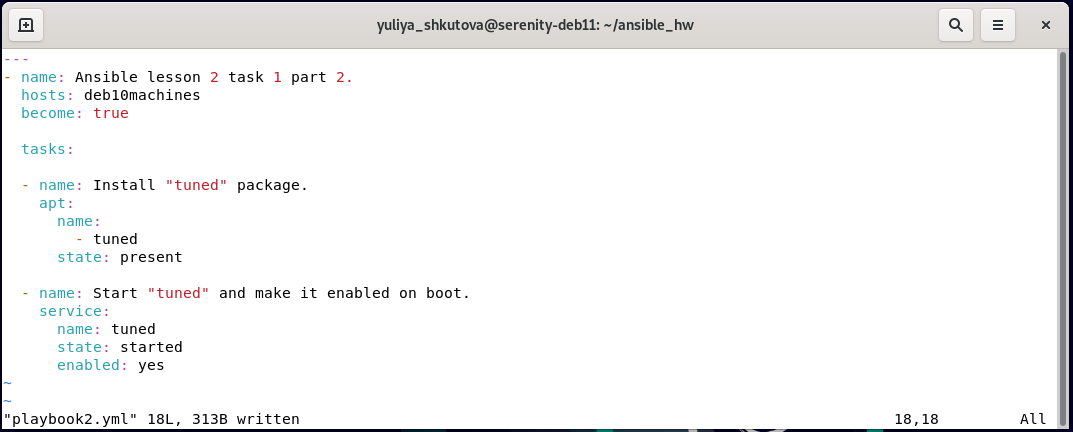 yuliya_shkutova@serenity-deb11: ~/ansible_hw
---
- name: Ansible lesson 2 task 1 part 2.
  hosts: deb10machines
  become: true

  tasks:

  - name: Install "tuned" package.
    apt:
      name:
        - tuned
      state: present

  - name: Start "tuned" and make it enabled on boot.
    service:
      name: tuned
      state: started
      enabled: yes
~
~
"playbook2.yml" 18L, 313B written 18,18 All